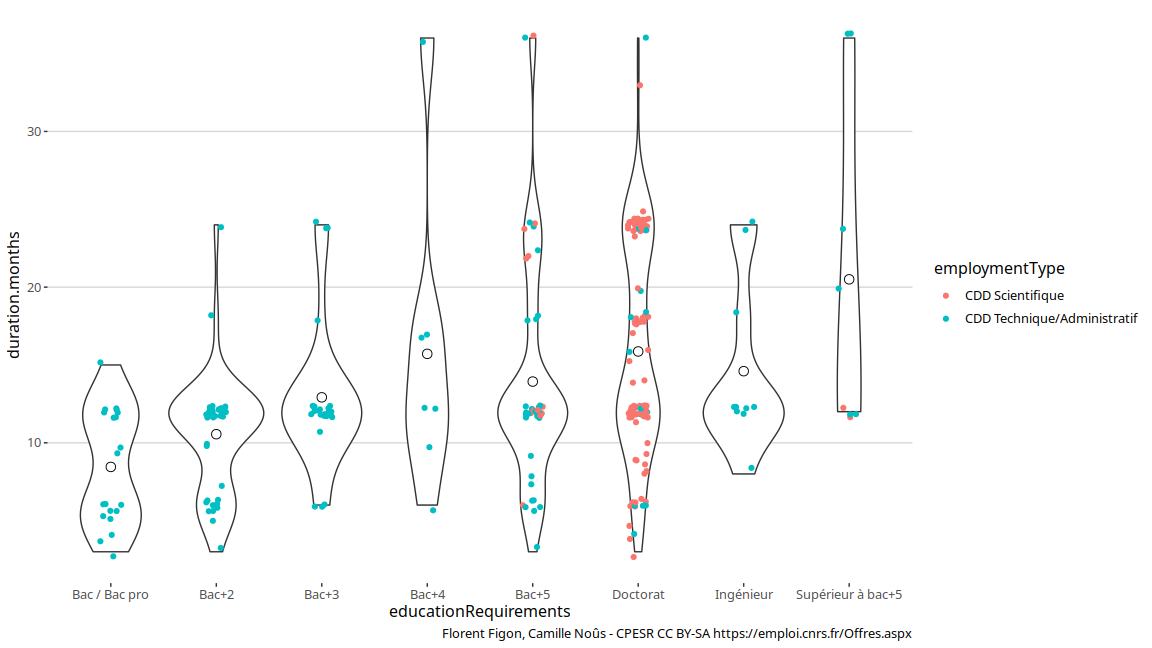 30
20
10
duration.months
Bac / Bac pro
Bac+2
Bac+3
Bac+4
Bac+5
Doctorat
Ingénieur
Supérieur à bac+5
educationRequirements
employmentType
CDD Scientifique
CDD Technique/Administratif
Florent Figon, Camille Noûs - CPESR CC BY-SA https://emploi.cnrs.fr/Offres.aspx